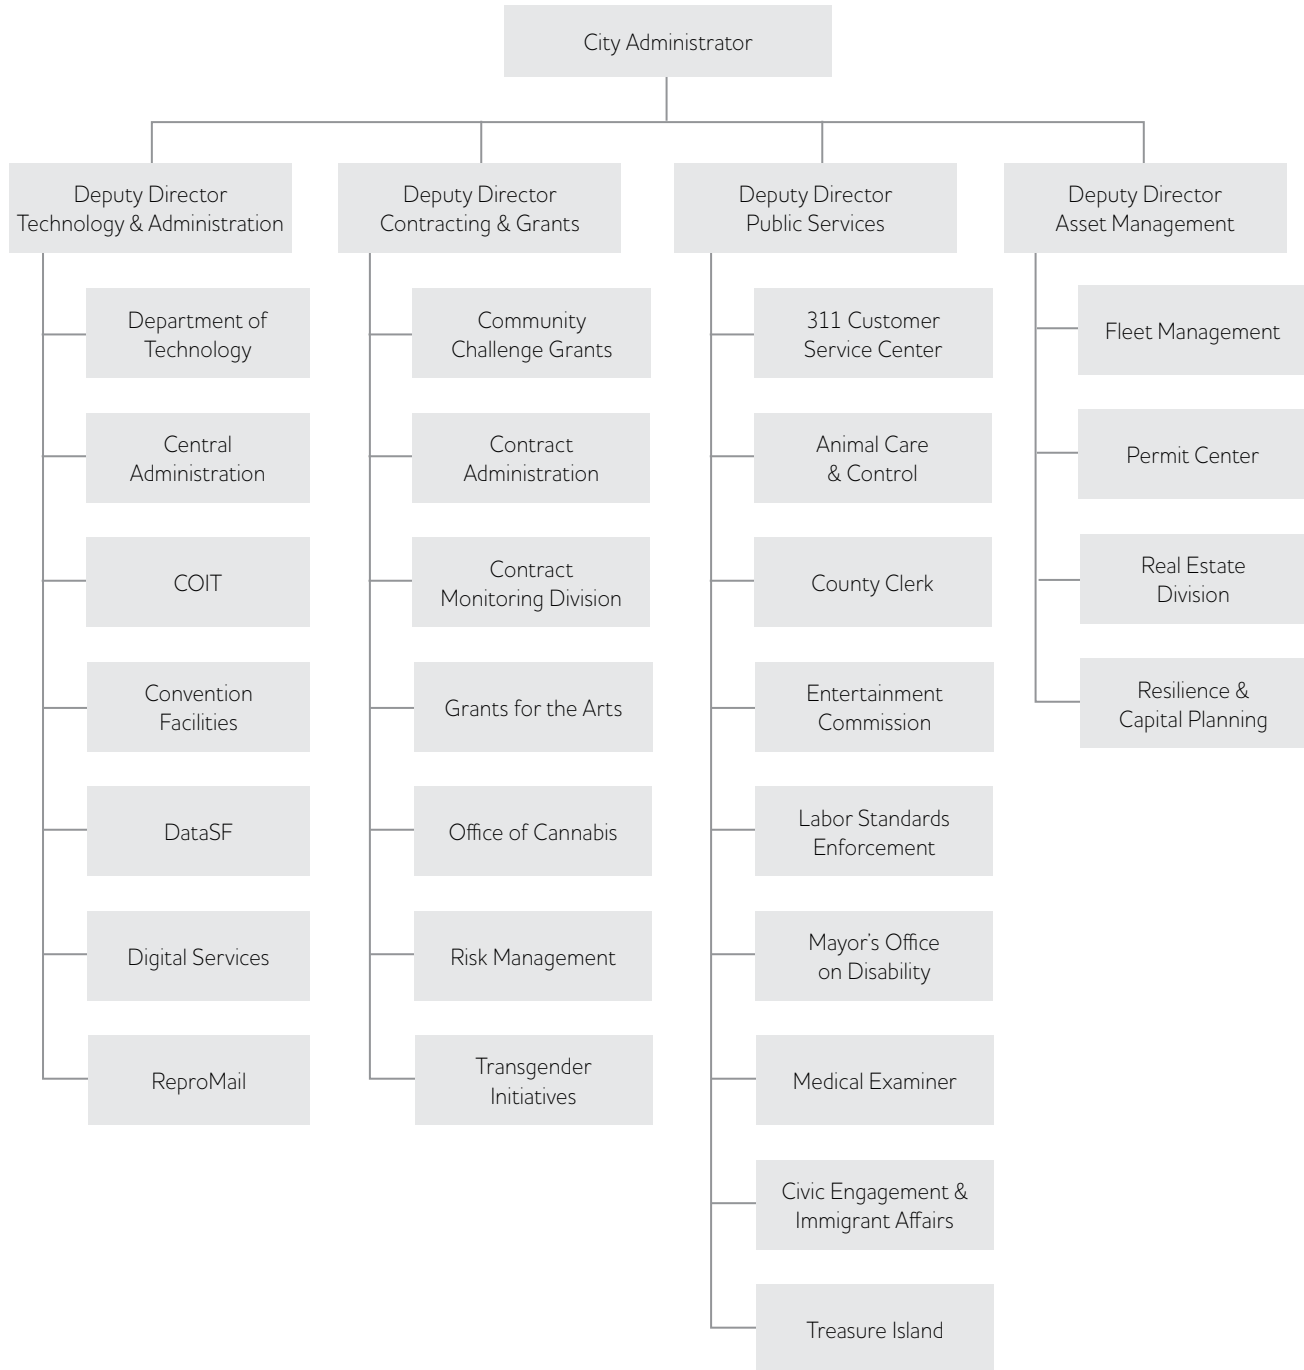 City Administrator
Deputy Director
Technology & Administration
Department of
Technology
Central
Administration
COIT
Convention
Facilities
DataSF
Digital Services
ReproMail
Deputy Director
Contracting & Grants
Community
Challenge Grants
Contract
Administration
Contract
Monitoring Division
Grants for the Arts
Office of Cannabis
Risk Management
Transgender
Initiatives
Deputy Director
Public Services
311 Customer
Service Center
Animal Care
& Control
County Clerk
Entertainment
Commission
Labor Standards
Enforcement
Mayor's Office
on Disability
Medical Examiner
Civic Engagement &
Immigrant Affairs
Treasure Island
Deputy Director
Asset Management
Fleet Management
Permit Center
Real Estate
Division
Resilience &
Capital Planning